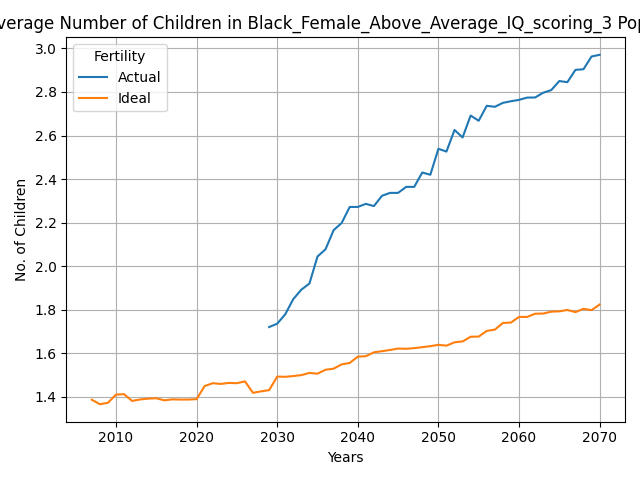 verage Number of Children in Black_Female_Above_Average_IQ_scoring_3 Pop
Fertility
Actual
Ideal
No. of Children
3.0
2.8
2.6
2.4
2.2
2.0
1.8
1.6
1.4
2010 2020 2030 2040 2050 2060 2070
Years